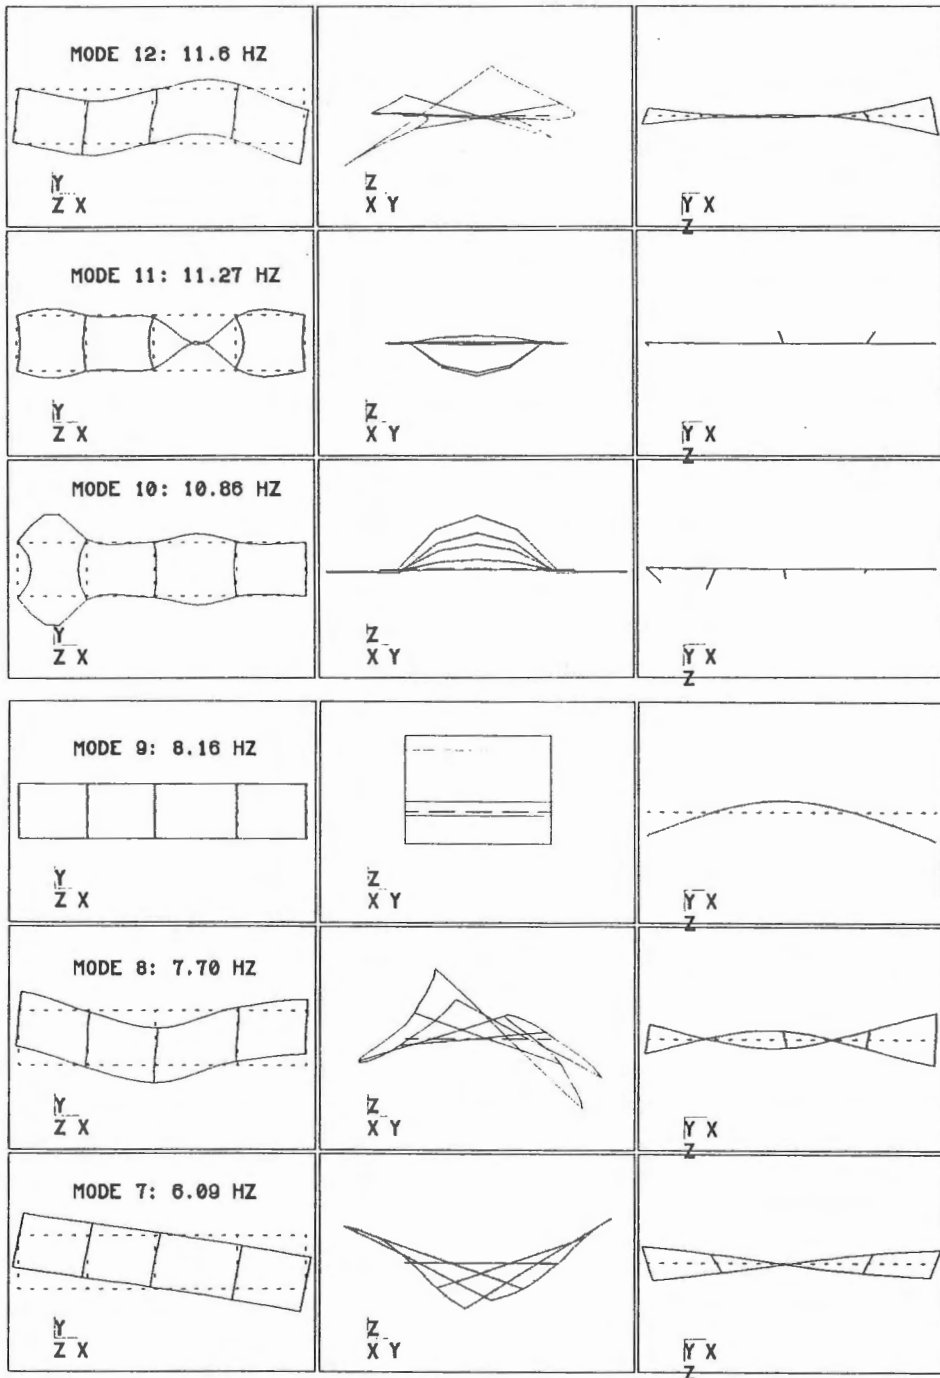 MODE 12: 11.6 HZ
Y
Z X
Z
X Y
Y X
Z
MODE 11: 11.27 HZ
Y
Z X
Z
X Y
Y X
Z
MODE 10: 10.86 HZ
Y
Z X
Z
X Y
Y X
Z
MODE 9: 8.16 HZ
Y
Z X
Z
X Y
Y X
Z
MODE 8: 7.70 HZ
Y
Z X
Z
X Y
Y X
Z
MODE 7: 6.09 HZ
Y
Z X
Z
X Y
Y X
Z